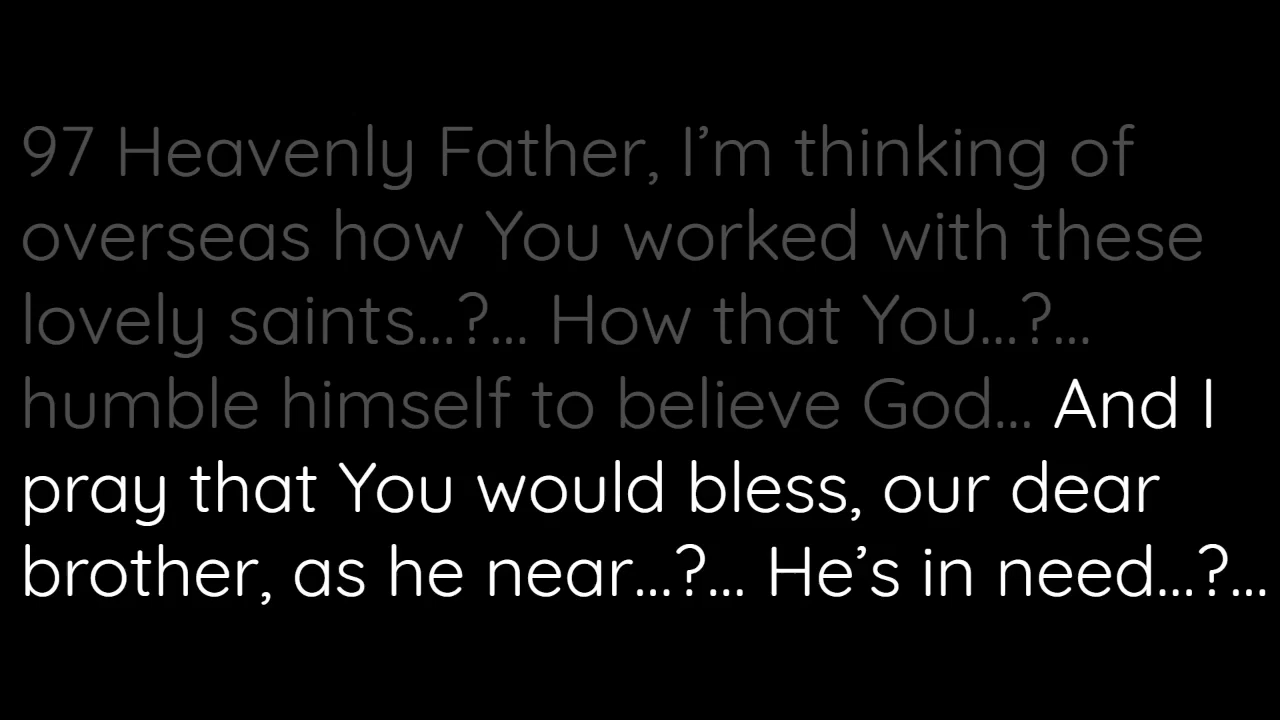 97 Heavenly Father, I’m thinking of
overseas how You worked with these
lovely saints...?... How that You...?...
humble himself to believe God... And I
pray that You would bless, our dear
brother, as he near...?... He’s in need...?...